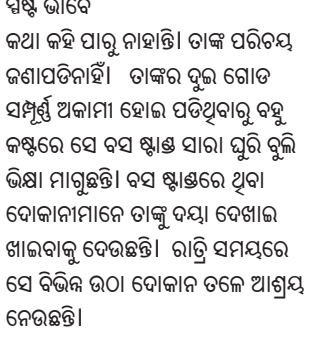 ସ୍ପଷ୍ଟ ଭାବେ
କଥା କହି ପାରୁ ନାହାନ୍ତି। ତାଙ୍କ ପରିଚୟ
ଜଣାପଡିନାହିଁ। ତାଙ୍କର ଦୁଇ ଗୋଡ
ସମ୍ପୂର୍ଣ୍ଣ ଅକାମୀ ହୋଇ ପଡିଥିବାରୁ ବହୁ
କଷ୍ଟରେ ସେ ବସ ଷ୍ଟାଣ୍ଡ ସାରା ଘୁରି ବୁଲି
ଭିକ୍ଷା ମାଗୁଛନ୍ତି। ବସ ଷ୍ଟାଣ୍ଡରେ ଥିବା
ଦୋକାନୀମାନେ ତାଙ୍କୁ ଦୟା ଦେଖାଇ
ଖାଇବାକୁ ଦେଉଛନ୍ତି। ରାତ୍ରି ସମୟରେ
ସେ ବିଭିନ୍ନ ଉଠା ଦୋକାନ ତଳେ ଆଶ୍ରୟ
ନେଉଛନ୍ତି।